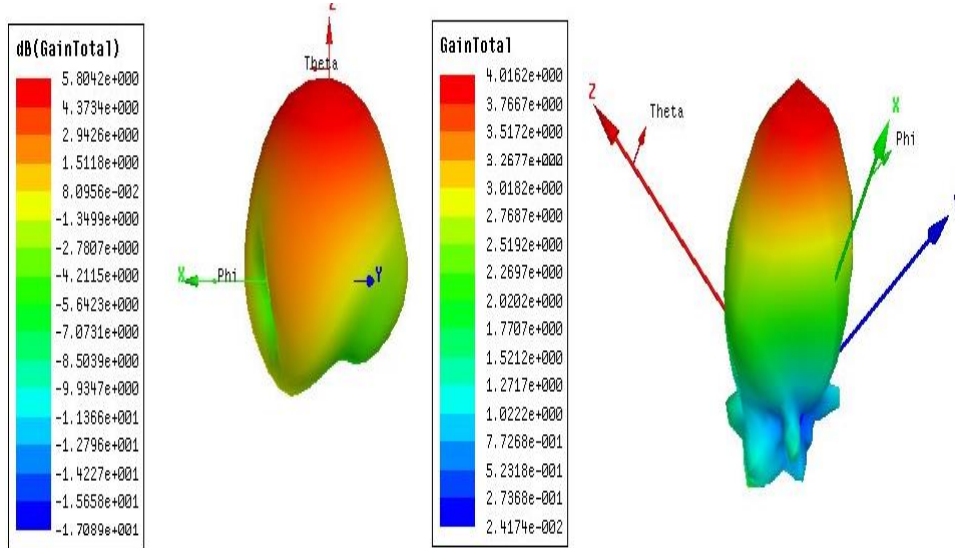 dB(GainTotal)
5.8042e+000
4.3734e+000
2.9426e+000
1.5118e+000
8.0956e-002
-1.3499e+000
-2.7807e+000
-4.2115e+000
-5.6423e+000
-7.0731e+000
-8.5039e+000
-9.9347e+000
-1.1366e+001
-1.2796e+001
-1.4227e+001
-1.5658e+001
-1.7089e+001
Z
Theta
X
Phi
Y
GainTotal
4.0162e+000
3.7667e+000
3.5172e+000
3.2677e+000
3.0182e+000
2.7687e+000
2.5192e+000
2.2697e+000
2.0202e+000
1.7707e+000
1.5212e+000
1.2717e+000
1.0222e+000
7.7268e-001
5.2318e-001
2.7368e-001
2.4174e-002
Z
Theta
X
Phi